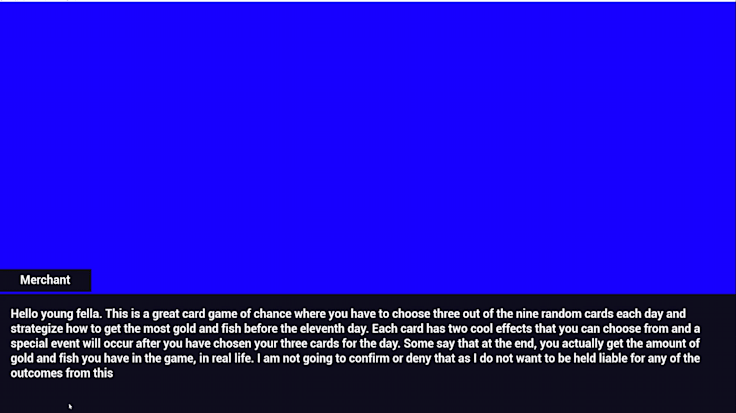 Merchant
Hello young fella. This is a great card game of chance where you have to choose three out of the nine random cards each day and
strategize how to get the most gold and fish before the eleventh day. Each card has two cool effects that you can choose from and a
special event will occur after you have chosen your three cards for the day. Some say that at the end, you actually get the amount of
gold and fish you have in the game, in real life. I am not going to confirm or deny that as I do not want to be held liable for any of the
outcomes from this